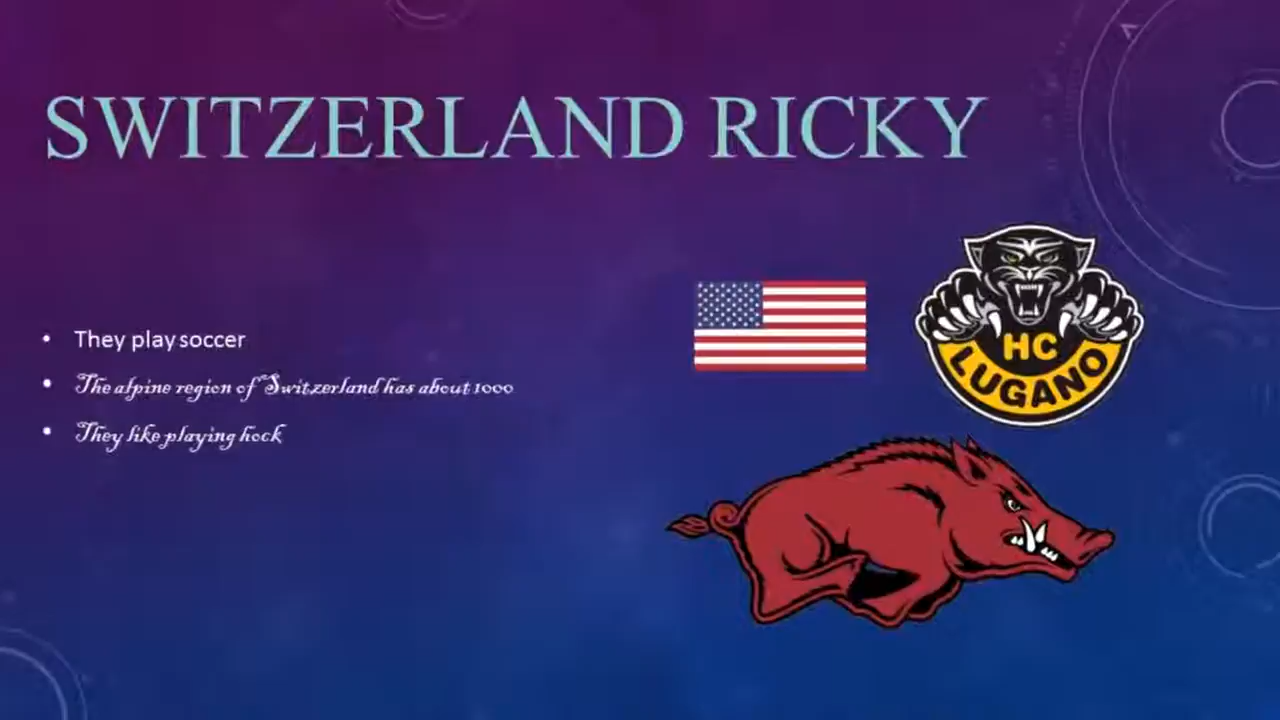 SWITZERLAND RICKY
• They play soccer
• The alpine region of Switzerland has about 1000
• They like playing hock
HC
LUGANO